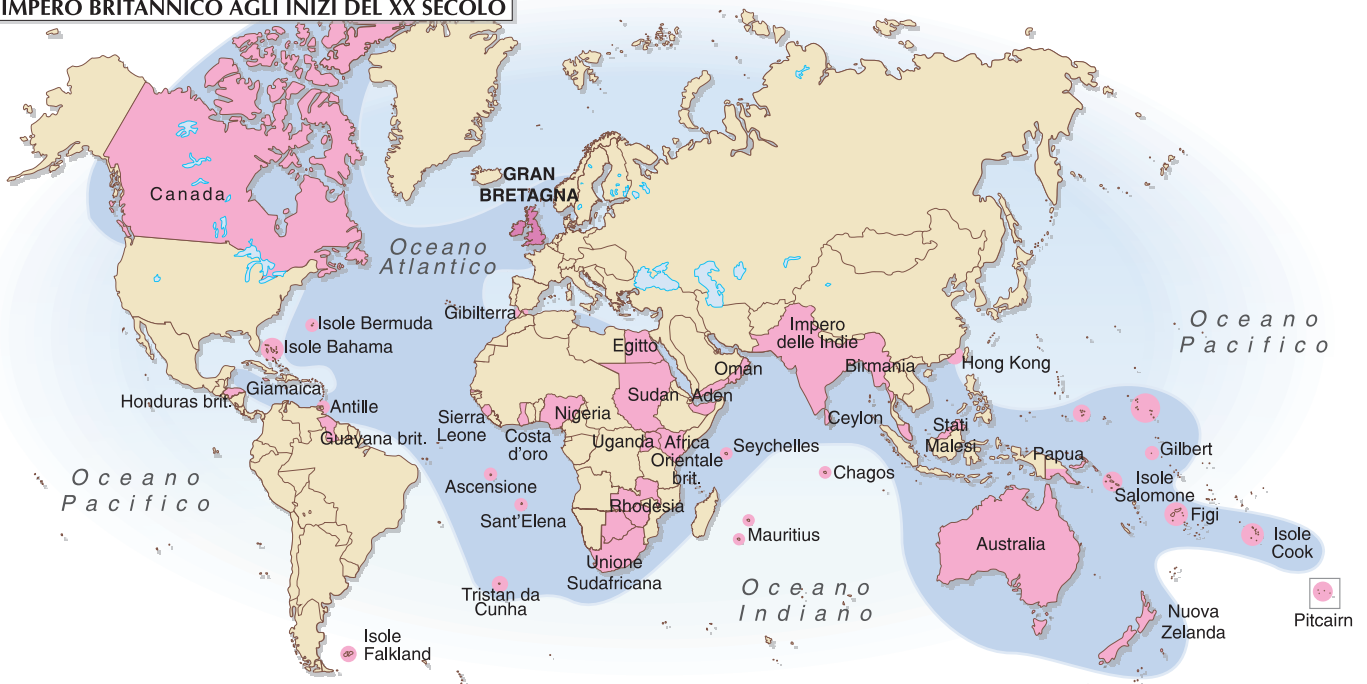 IMPERO BRITANNICO AGLI INIZI DEL XX SECOLO
GRAN
BRETAGNA
Canada
Oceano
Atlantico
Gibilterra
Isole Bermuda
Isole Bahama
Giamaica
Honduras brit.
Antille
Guayana brit.
Egitto
Sudan
Aden
Oman
Impero
delle Indie
Birmania
Hong Kong
Ceylon
Stati
Malesi
Oceano
Pacifico
Sierra
Leone
Costa
d'oro
Nigeria
Uganda
Africa
Orientale
brit.
Seychelles
Chagos
Papua
Gilbert
Isole
Salomone
Figi
Isole
Cook
Oceano
Pacifico
Ascensione
Sant'Elena
Rhodesia
Mauritius
Australia
Unione
Sudafricana
Tristan da
Cunha
Oceano
Indiano
Nuova
Zelanda
Pitcairn
Isole
Falkland